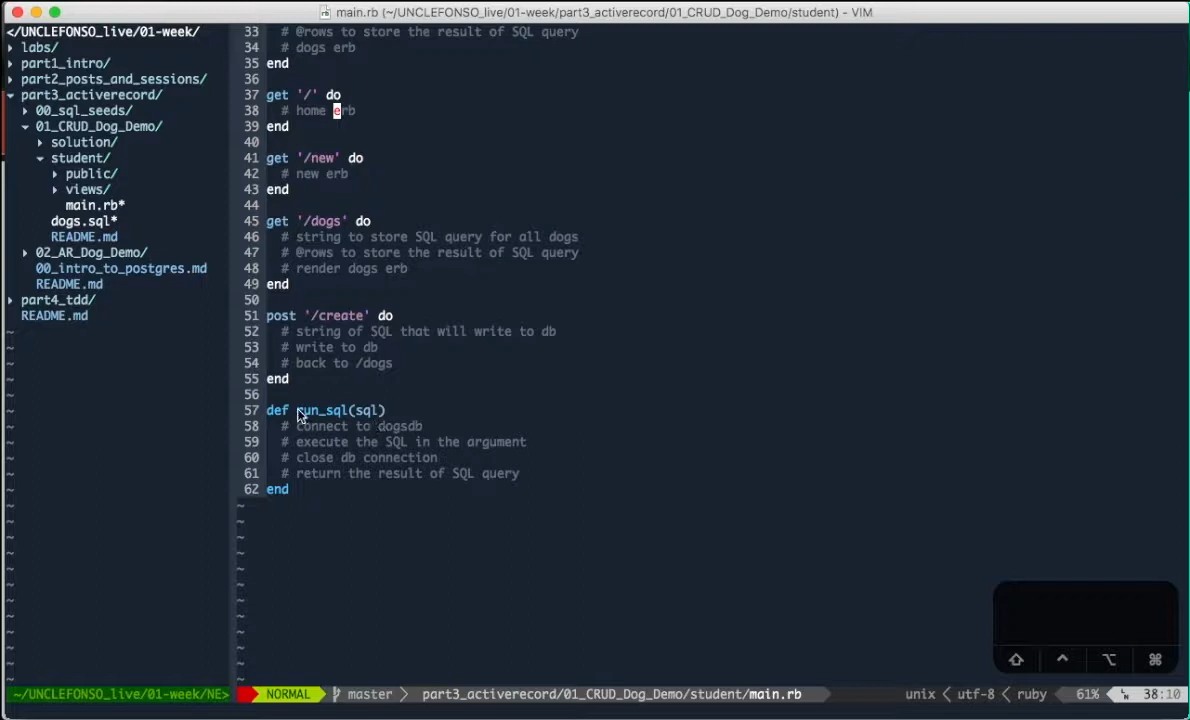 main.rb (~/UNCLEFONSO_live/01-week/part3_activerecord/01_CRUD_Dog_Demo/student) - VIM
</UNCLEFONSO_live/01-week/
labs/
part1_intro/
part2_posts_and_sessions/
part3_activerecord/
00_sql_seeds/
01_CRUD_Dog_Demo/
solution/
student/
public/
views/
main.rb*
dogs.sql*
README.md
02_AR_Dog_Demo/
00_intro_to_postgres.md
README.md
part4_tdd/
README.md
33 # @rows to store the result of SQL query
34 # dogs erb
35 end
36
37 get '/' do
38 # home erb
39 end
40
41 get '/new' do
42 # new erb
43 end
44
45 get '/dogs' do
46 # string to store SQL query for all dogs
47 # @rows to store the result of SQL query
48 # render dogs erb
49 end
50
51 post '/create' do
52 # string of SQL that will write to db
53 # write to db
54 # back to /dogs
55 end
56
57 def run_sql(sql)
58 # connect to dogsdb
59 # execute the SQL in the argument
60 # close db connection
61 # return the result of SQL query
62 end
~/UNCLEFONSO_live/01-week/NE> NORMAL master part3_activerecord/01_CRUD_Dog_Demo/student/main.rb unix < utf-8 < ruby 61% 38:10